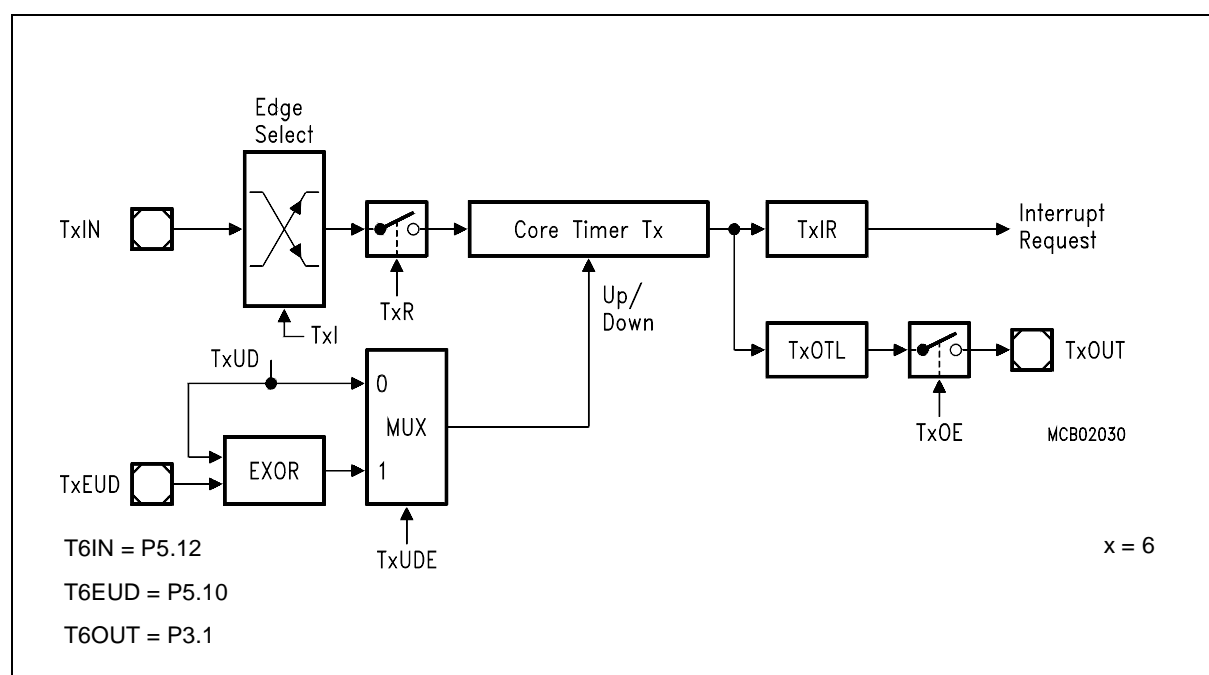 Edge
Select
TxIN
Core Timer Tx
TxIR
Interrupt
Request
TxR
Up/
Down
TxI
TxUD
TxOTL
TxOUT
0
MUX
1
TxOE
MCB02030
EXOR
TxEUD
TxUDE
T6IN = P5.12
x = 6
T6EUD = P5.10
T6OUT = P3.1